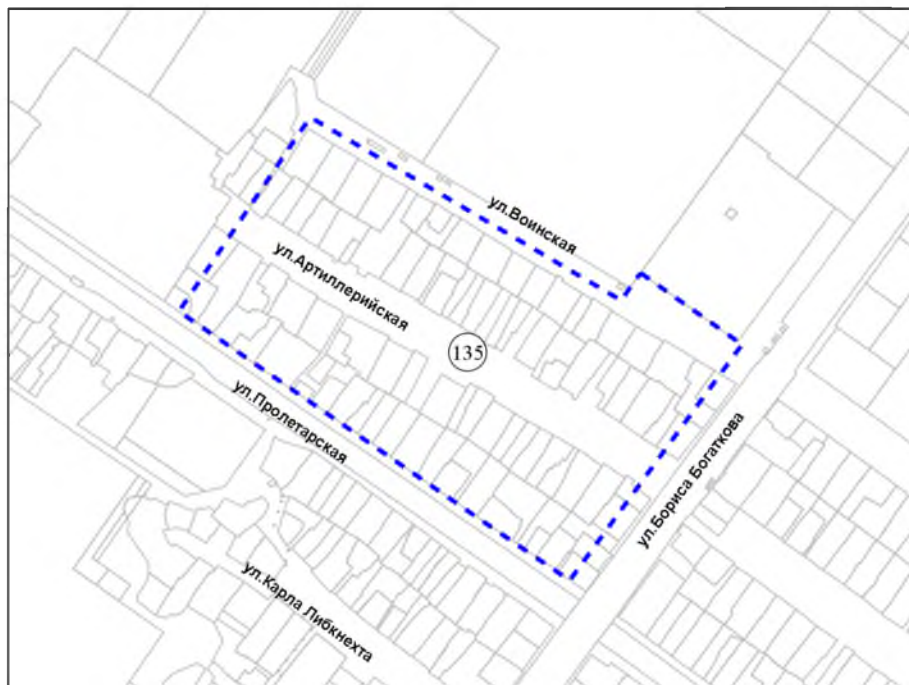 ул.Воинская
ул.Артиллерийская
135
ул.Пролетарская
ул.Бориса Богаткова
ул.Карла Либкнехта